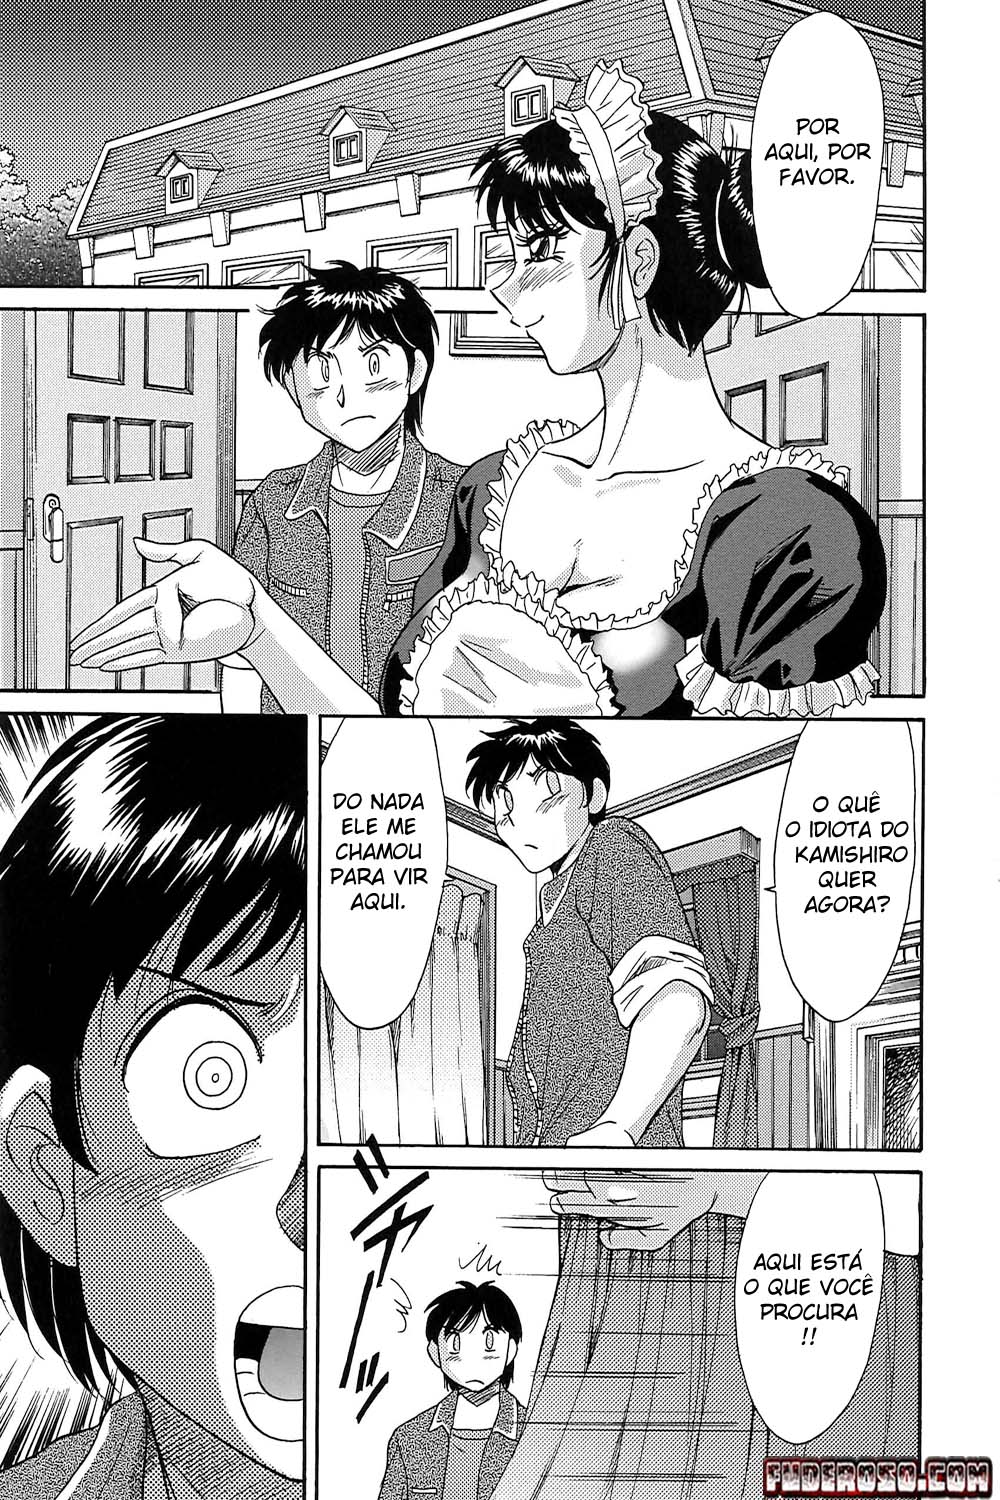 POR
AQUI, POR
FAVOR.
O QUÊ
O IDIOTA DO
KAMISHIRO
QUER
AGORA?
DO NADA
ELE ME
CHAMOU
PARA VIR
AQUI.
AQUI ESTÁ
O QUE VOCÊ
PROCURA
!!
FUDEROSO.COM